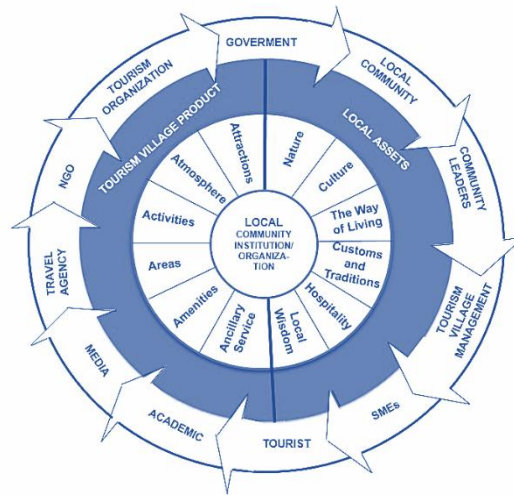 GOVERMENT
LOCAL
COMMUNITY
COMMUNITY
LEADERS
TOURISM
VILLAGE
MANAGEMENT
SMEs
TOURIST
ACADEMIC
MEDIA
TRAVEL
AGENCY
NGO
TOURISM
ORGANIZATION
TOURISM VILLAGE PRODUCT
LOCAL ASSETS
Nature
Culture
The Way
of Living
Customs
and
Traditions
Hospitality
Local
Wisdom
Ancillary
Service
Amenities
Areas
Activities
Atmosphere
Attractions
LOCAL
COMMUNITY
INSTITUTION/
ORGANIZA-
TION